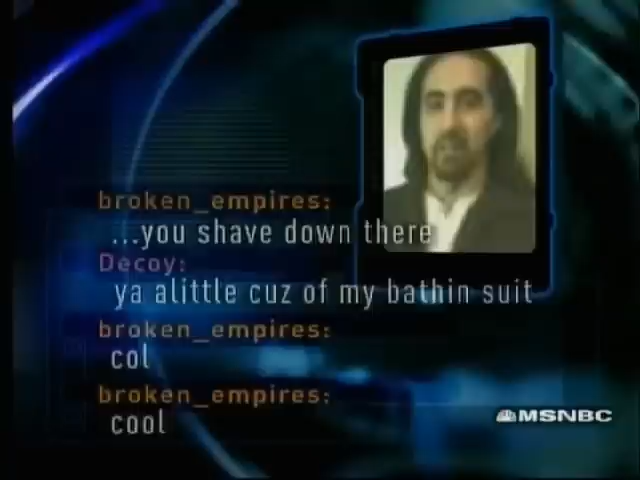 broken_empires:
...you shave down there
Decoy:
ya alittle cuz of my bathin suit
broken_empires:
col
broken_empires:
cool
MSNBC